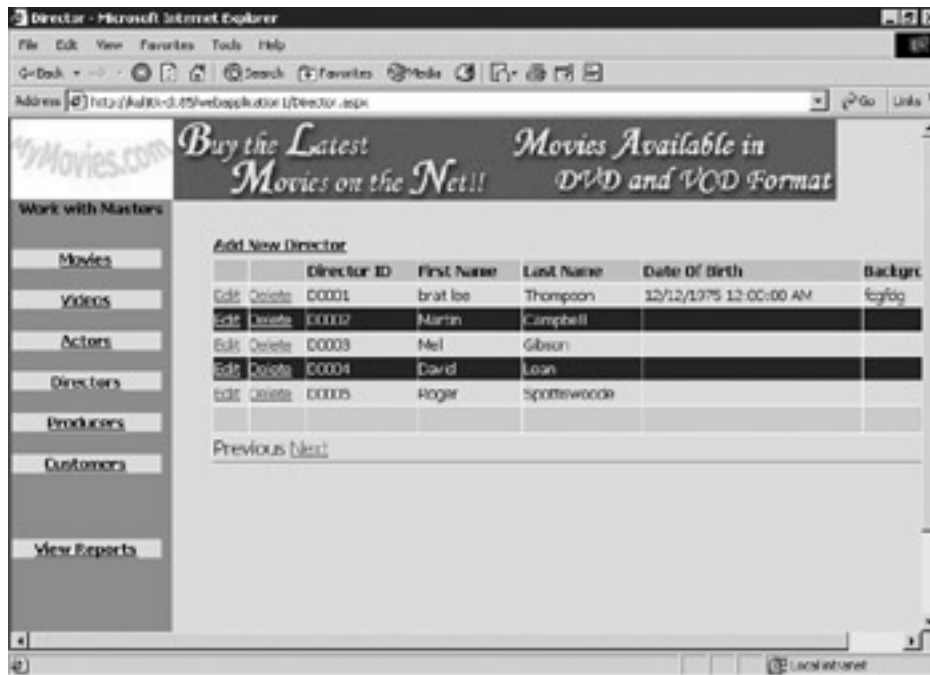 Director - Microsoft Internet Explorer
File Edit View Favorites Tools Help
Back Search Favorites Media
Address Go Links
MyMovies.com
Buy the Latest
Movies on the Net!!
Movies Available in
DVD and VCD Format
Work with Masters
Movies
Videos
Actors
Directors
Producers
Customers
View Reports
Add New Director
Director ID First Name Last Name Date Of Birth Backgro
Edit Delete D0001 brat lee Thompson 12/12/1975 12:00:00 AM
Edit Delete D0002 Martin Campbell
Edit Delete D0003 Mel Gibson
Edit Delete D0004 David Lean
Edit Delete D0005 Roger Spottiswoode
Previous Next
Local intranet